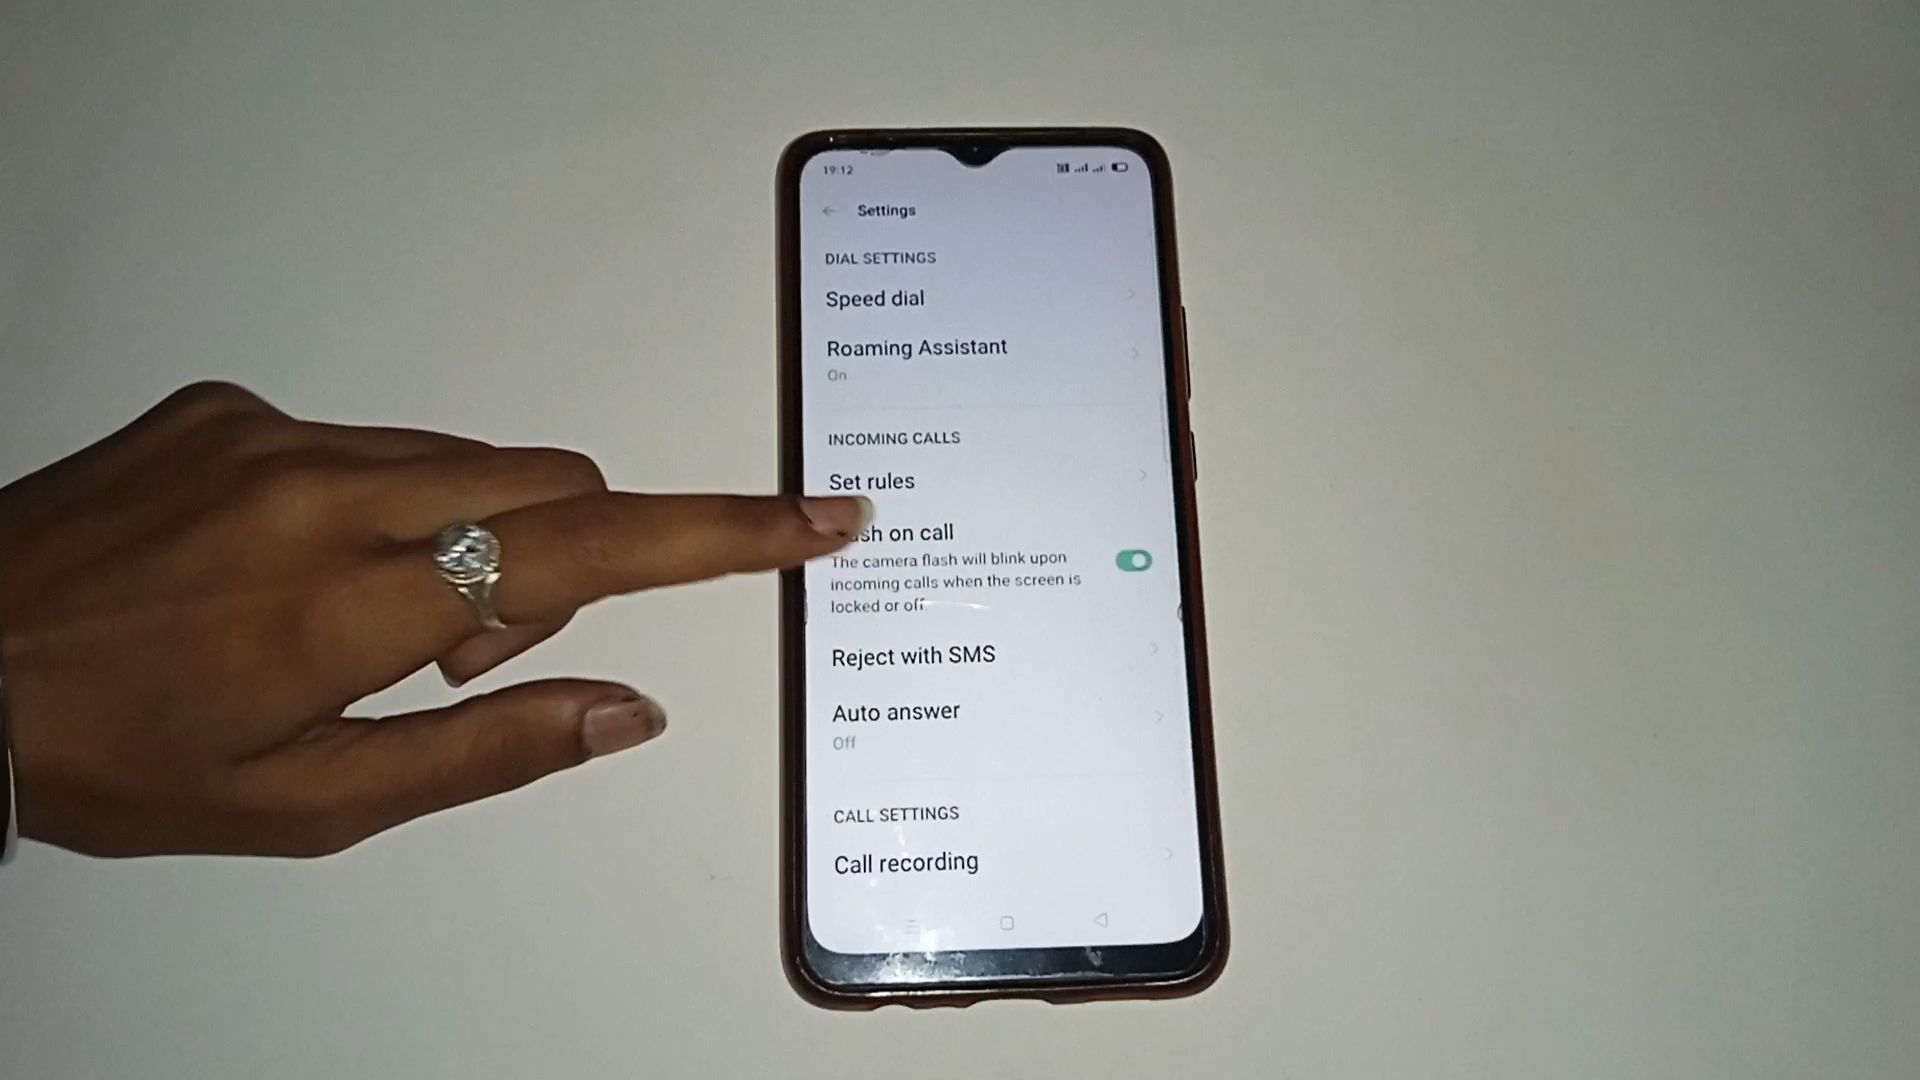 19:12
Settings
DIAL SETTINGS
Speed dial
Roaming Assistant
On
INCOMING CALLS
Set rules
on call
The camera flash will blink upon
incoming calls when the screen is
locked or off.
Reject with SMS
Auto answer
Off
CALL SETTINGS
Call recording